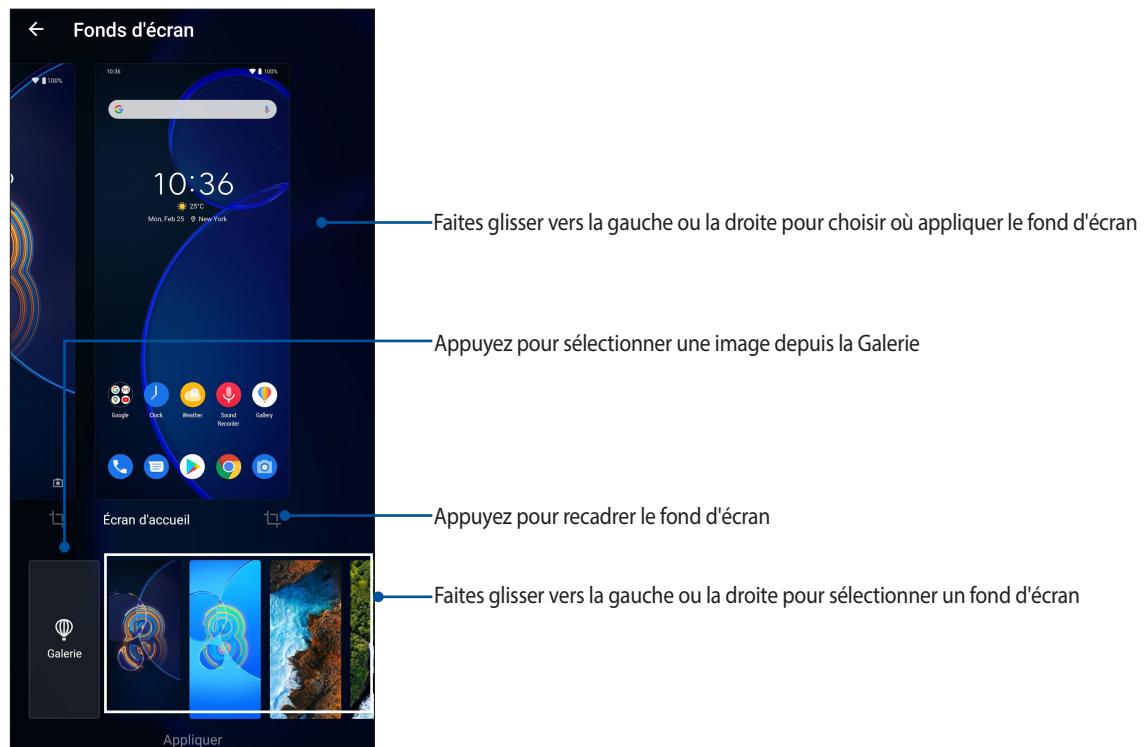 Fonds d'écran
100%
10:36
100%
10:36
25°C
Mon, Feb 25 New York
Faites glisser vers la gauche ou la droite pour choisir où appliquer le fond d'écran
Appuyez pour sélectionner une image depuis la Galerie
Google Clock Weather Sound Recorder Gallery
Écran d'accueil
Appuyez pour recadrer le fond d'écran
Faites glisser vers la gauche ou la droite pour sélectionner un fond d'écran
Galerie
Appliquer